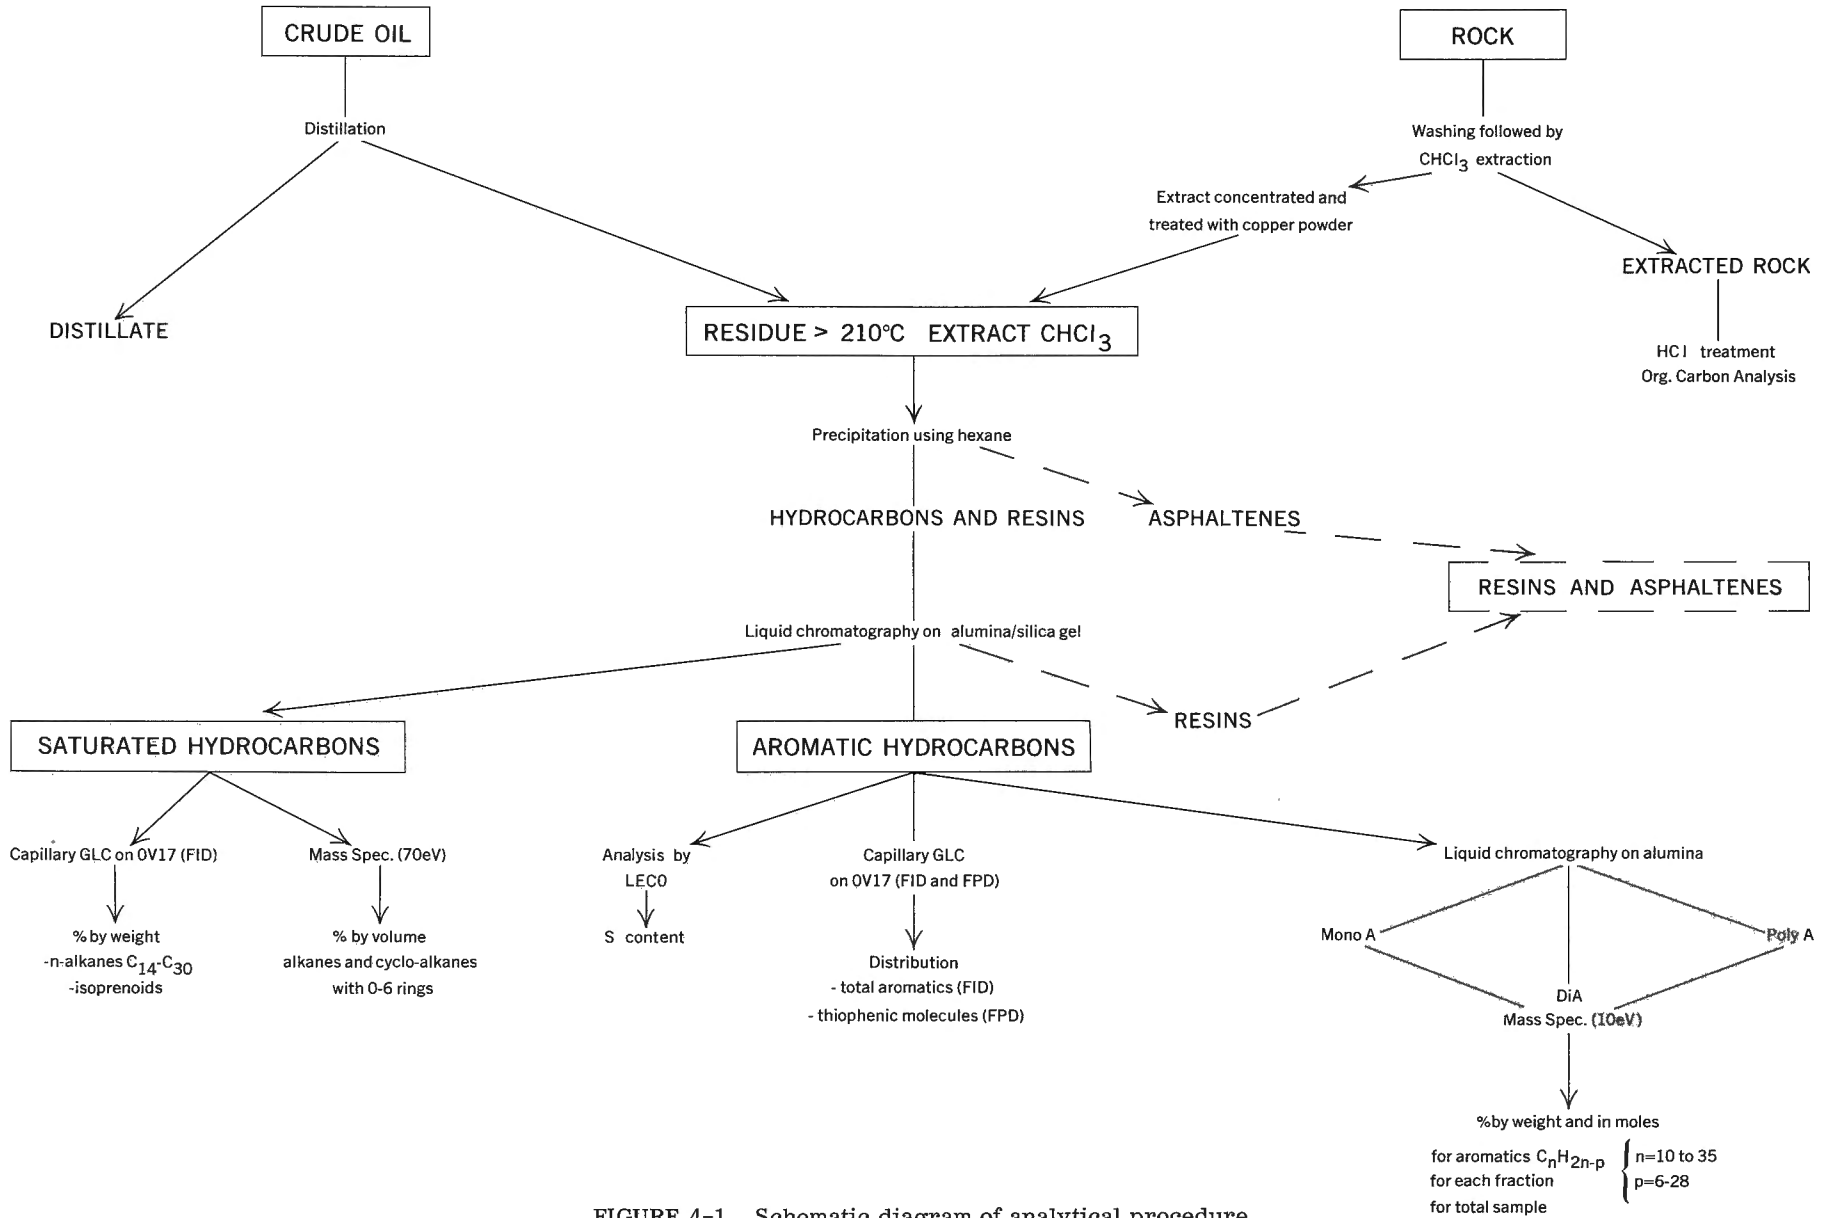 CRUDE OIL
ROCK
Distillation
Washing followed by
CHCl3 extraction
Extract concentrated and
treated with copper powder
EXTRACTED ROCK
DISTILLATE
RESIDUE > 210°C EXTRACT CHCl3
HCl treatment
Org. Carbon Analysis
Precipitation using hexane
HYDROCARBONS AND RESINS
ASPHALTENES
RESINS AND ASPHALTENES
Liquid chromatography on alumina/silica gel
RESINS
SATURATED HYDROCARBONS
AROMATIC HYDROCARBONS
Capillary GLC on OV17 (FID)
Mass Spec. (70eV)
Analysis by
LECO
Capillary GLC
on OV17 (FID and FPD)
Liquid chromatography on alumina
% by weight
-n-alkanes C14-C30
-isoprenoids
% by volume
alkanes and cyclo-alkanes
with 0-6 rings
S content
Distribution
- total aromatics (FID)
- thiophenic molecules (FPD)
Mono A
Poly A
DiA
Mass Spec. (10eV)
%by weight and in moles
for aromatics CnH2n-p { n=10 to 35
for each fraction p=6-28
for total sample
FIGURE 4-1 Schematic diagram of analytical procedure